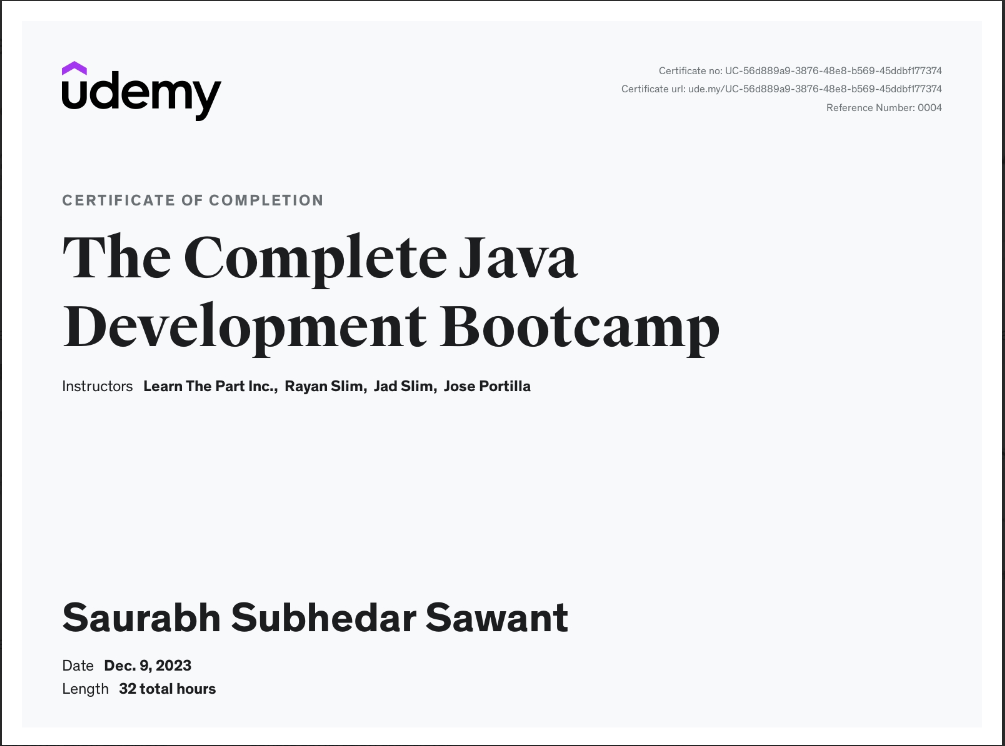 udemy
Certificate no: UC-56d889a9-3876-48e8-b569-45ddbf177374
Certificate url: ude.my/UC-56d889a9-3876-48e8-b569-45ddbf177374
Reference Number: 0004
CERTIFICATE OF COMPLETION
The Complete Java
Development Bootcamp
Instructors Learn The Part Inc., Rayan Slim, Jad Slim, Jose Portilla
Saurabh Subhedar Sawant
Date Dec. 9, 2023
Length 32 total hours